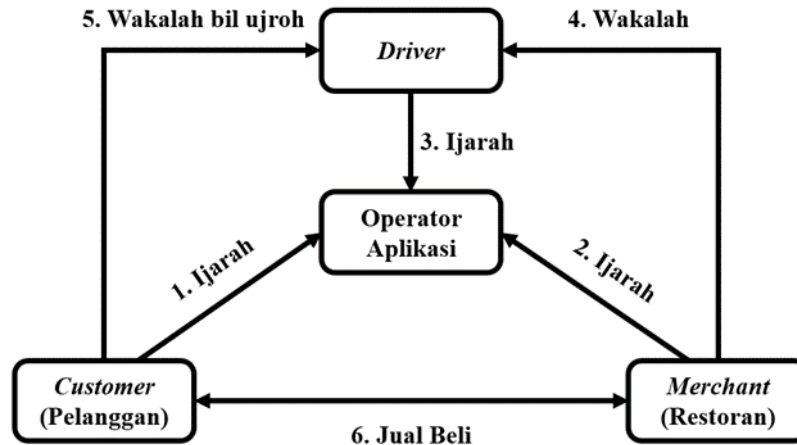 5. Wakalah bil ujroh
4. Wakalah
Driver
3. Ijarah
Operator
Aplikasi
1. Ijarah
2. Ijarah
Customer
(Pelanggan)
Merchant
(Restoran)
6. Jual Beli